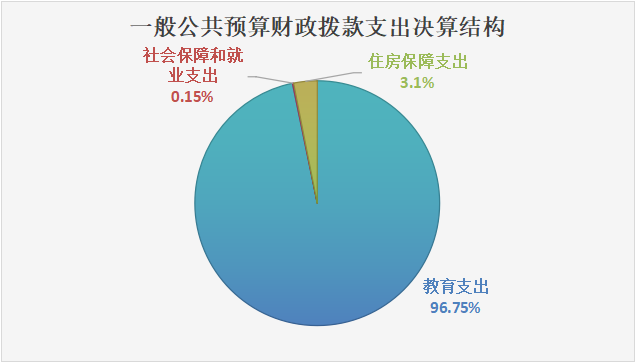 一般公共预算财政拨款支出决算结构
社会保障和就
业支出
0.15%
住房保障支出
3.1%
教育支出
96.75%